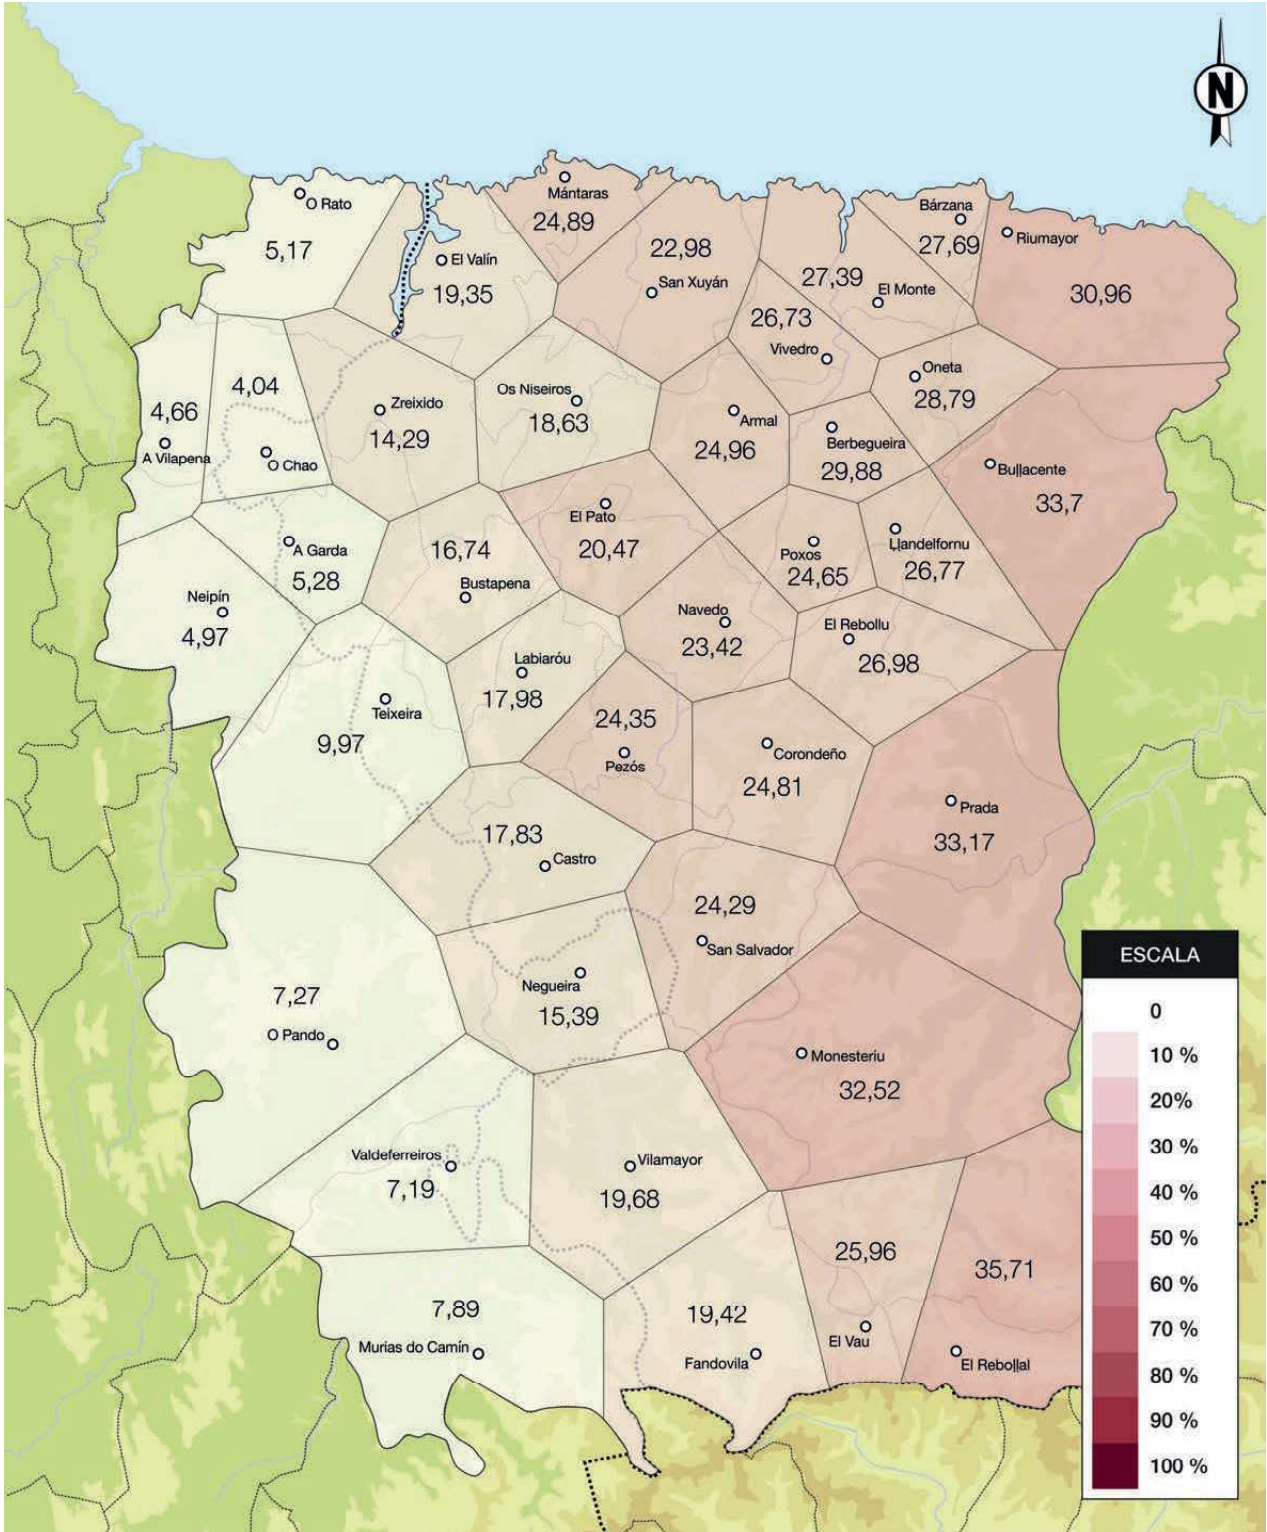 N
O Rato
5,17
El Valín
19,35
Mántaras
24,89
22,98
San Xuyán
27,39
El Monte
Bárzana
27,69
Riumayor
30,96
26,73
Vivedro
4,66
A Vilapena
4,04
O Chao
Zreixido
14,29
Os Niseiros
18,63
Armal
24,96
Berbegueira
29,88
Oneta
28,79
Buḷḷacente
33,7
A Garda
5,28
16,74
Bustapena
El Pato
20,47
Poxos
24,65
Ḷḷandelfornu
26,77
Neipín
4,97
Labiaróu
17,98
Navedo
23,42
El Rebollu
26,98
Teixeira
9,97
24,35
Pezós
Corondeño
24,81
Prada
33,17
17,83
Castro
24,29
San Salvador
Negueira
15,39
7,27
O Pando
Monesteriu
32,52
Valdeferreiros
7,19
Vilamayor
19,68
7,89
Murias do Camín
19,42
Fandovila
25,96
El Vau
35,71
El Reboḷḷal
ESCALA
0
10 %
20%
30 %
40 %
50 %
60 %
70 %
80 %
90 %
100 %